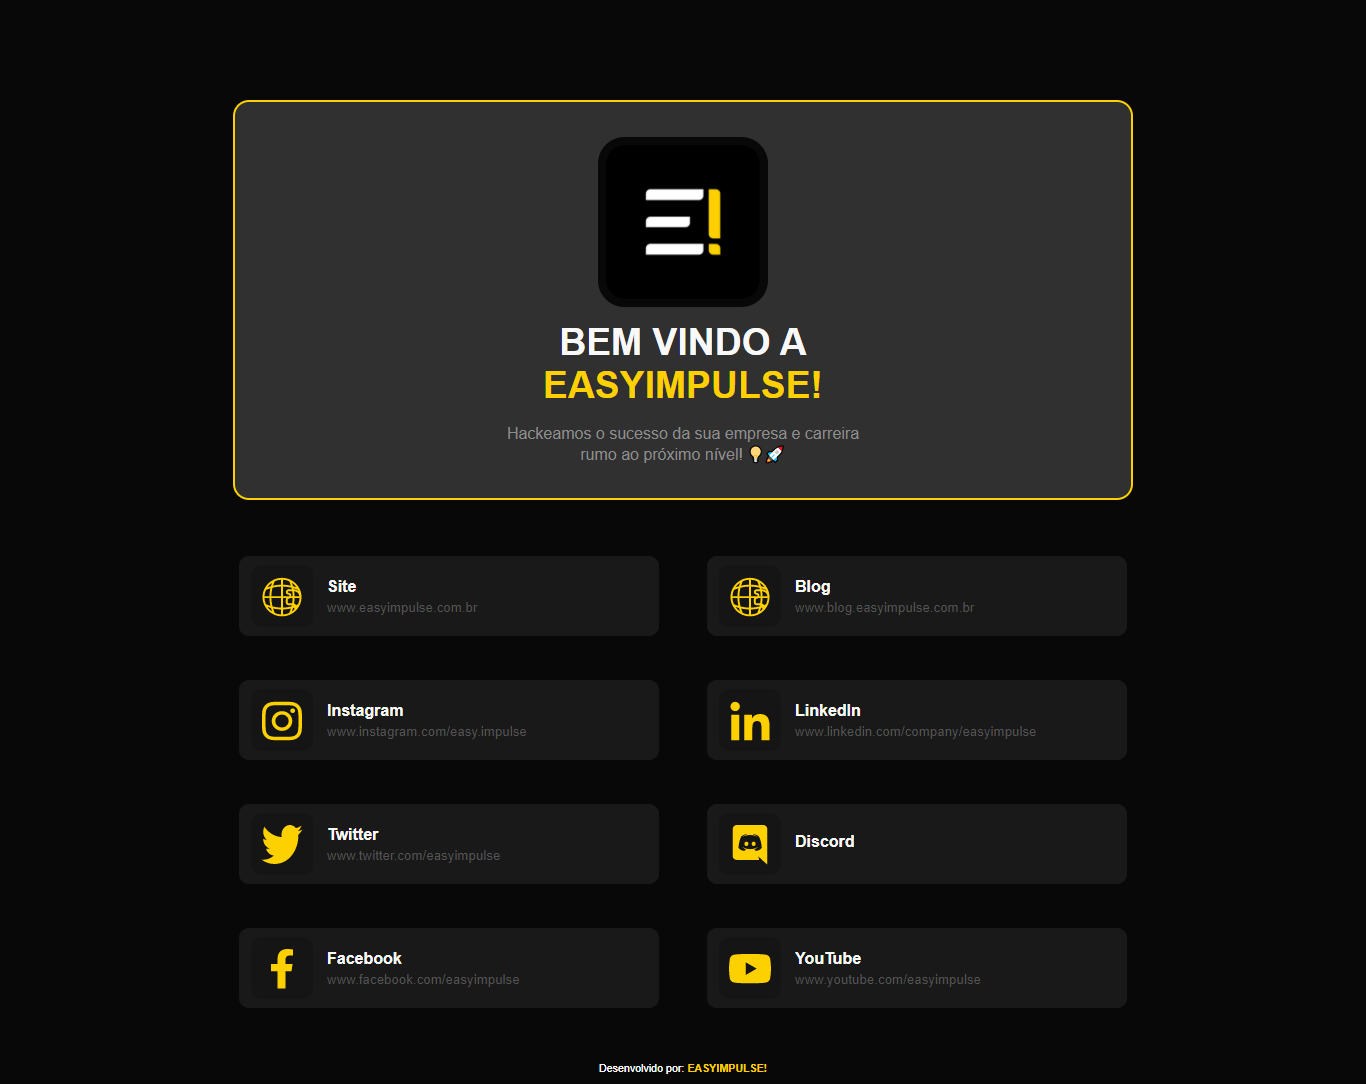 BEM VINDO A
EASYIMPULSE!
Hackeamos o sucesso da sua empresa e carreira
rumo ao próximo nível! 💡🚀
Site
www.easyimpulse.com.br
Blog
www.blog.easyimpulse.com.br
Instagram
www.instagram.com/easy.impulse
LinkedIn
www.linkedin.com/company/easyimpulse
Twitter
www.twitter.com/easyimpulse
Discord
Facebook
www.facebook.com/easyimpulse
YouTube
www.youtube.com/easyimpulse
Desenvolvido por: EASYIMPULSE!